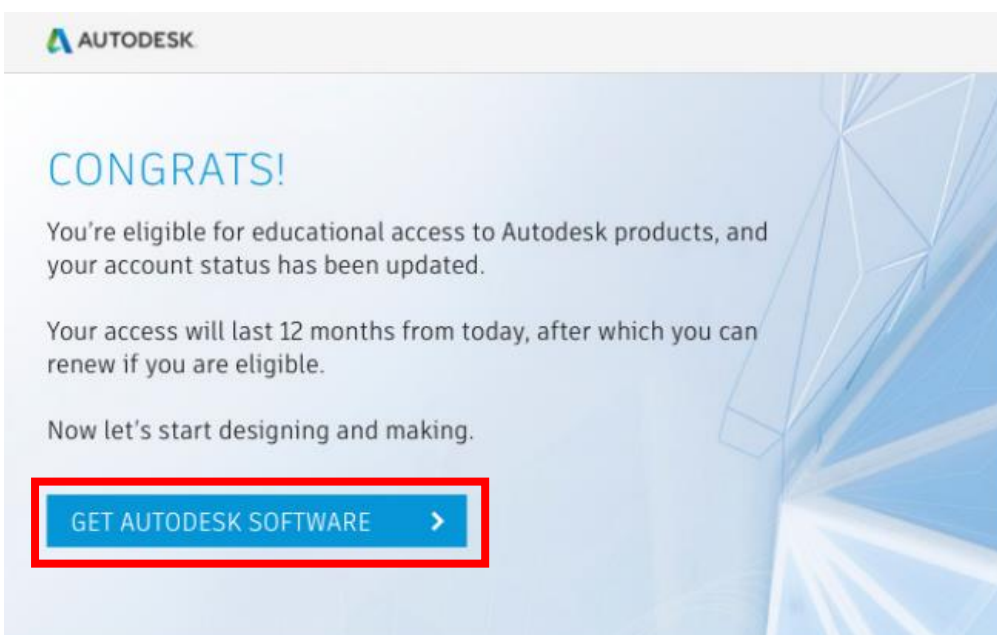 AUTODESK
CONGRATS!
You're eligible for educational access to Autodesk products, and
your account status has been updated.
Your access will last 12 months from today, after which you can
renew if you are eligible.
Now let's start designing and making.
GET AUTODESK SOFTWARE